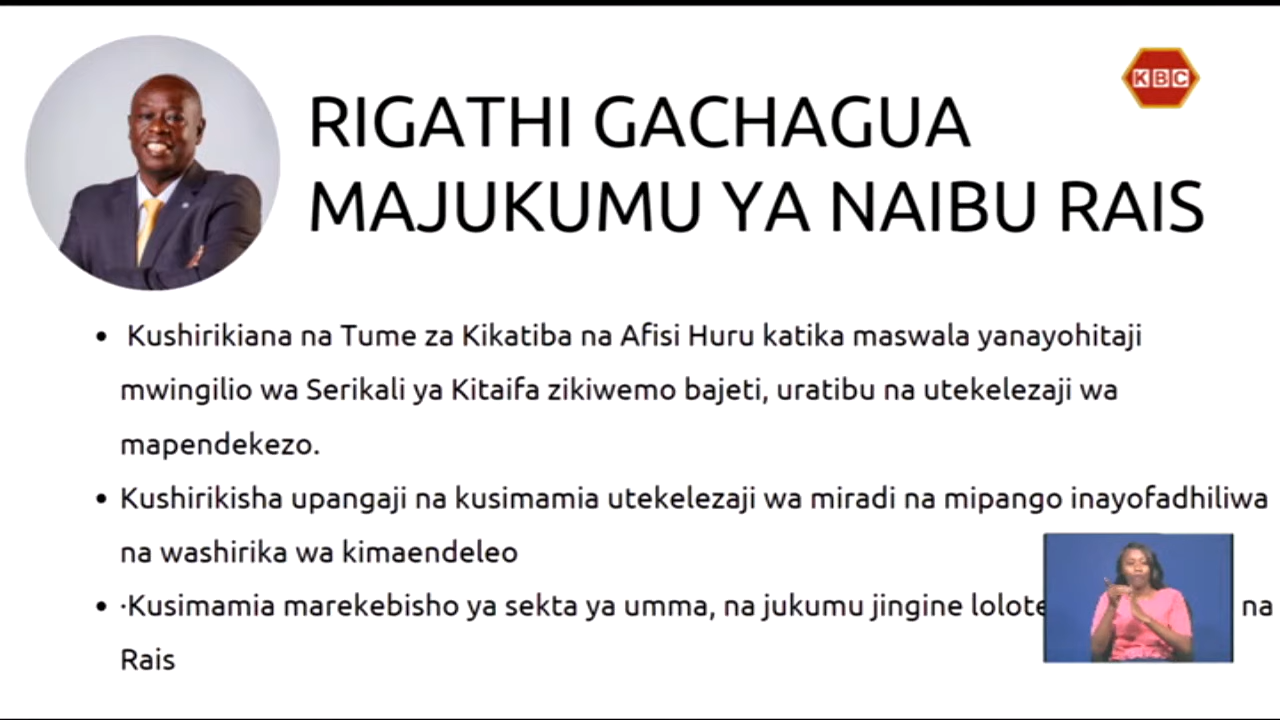 KBC
RIGATHI GACHAGUA
MAJUKUMU YA NAIBU RAIS
• Kushirikiana na Tume za Kikatiba na Afisi Huru katika maswala yanayohitaji
mwingilio wa Serikali ya Kitaifa zikiwemo bajeti, uratibu na utekelezaji wa
mapendekezo.
• Kushirikisha upangaji na kusimamia utekelezaji wa miradi na mipango inayofadhiliwa
na washirika wa kimaendeleo
• ·Kusimamia marekebisho ya sekta ya umma, na jukumu jingine lolote na
Rais